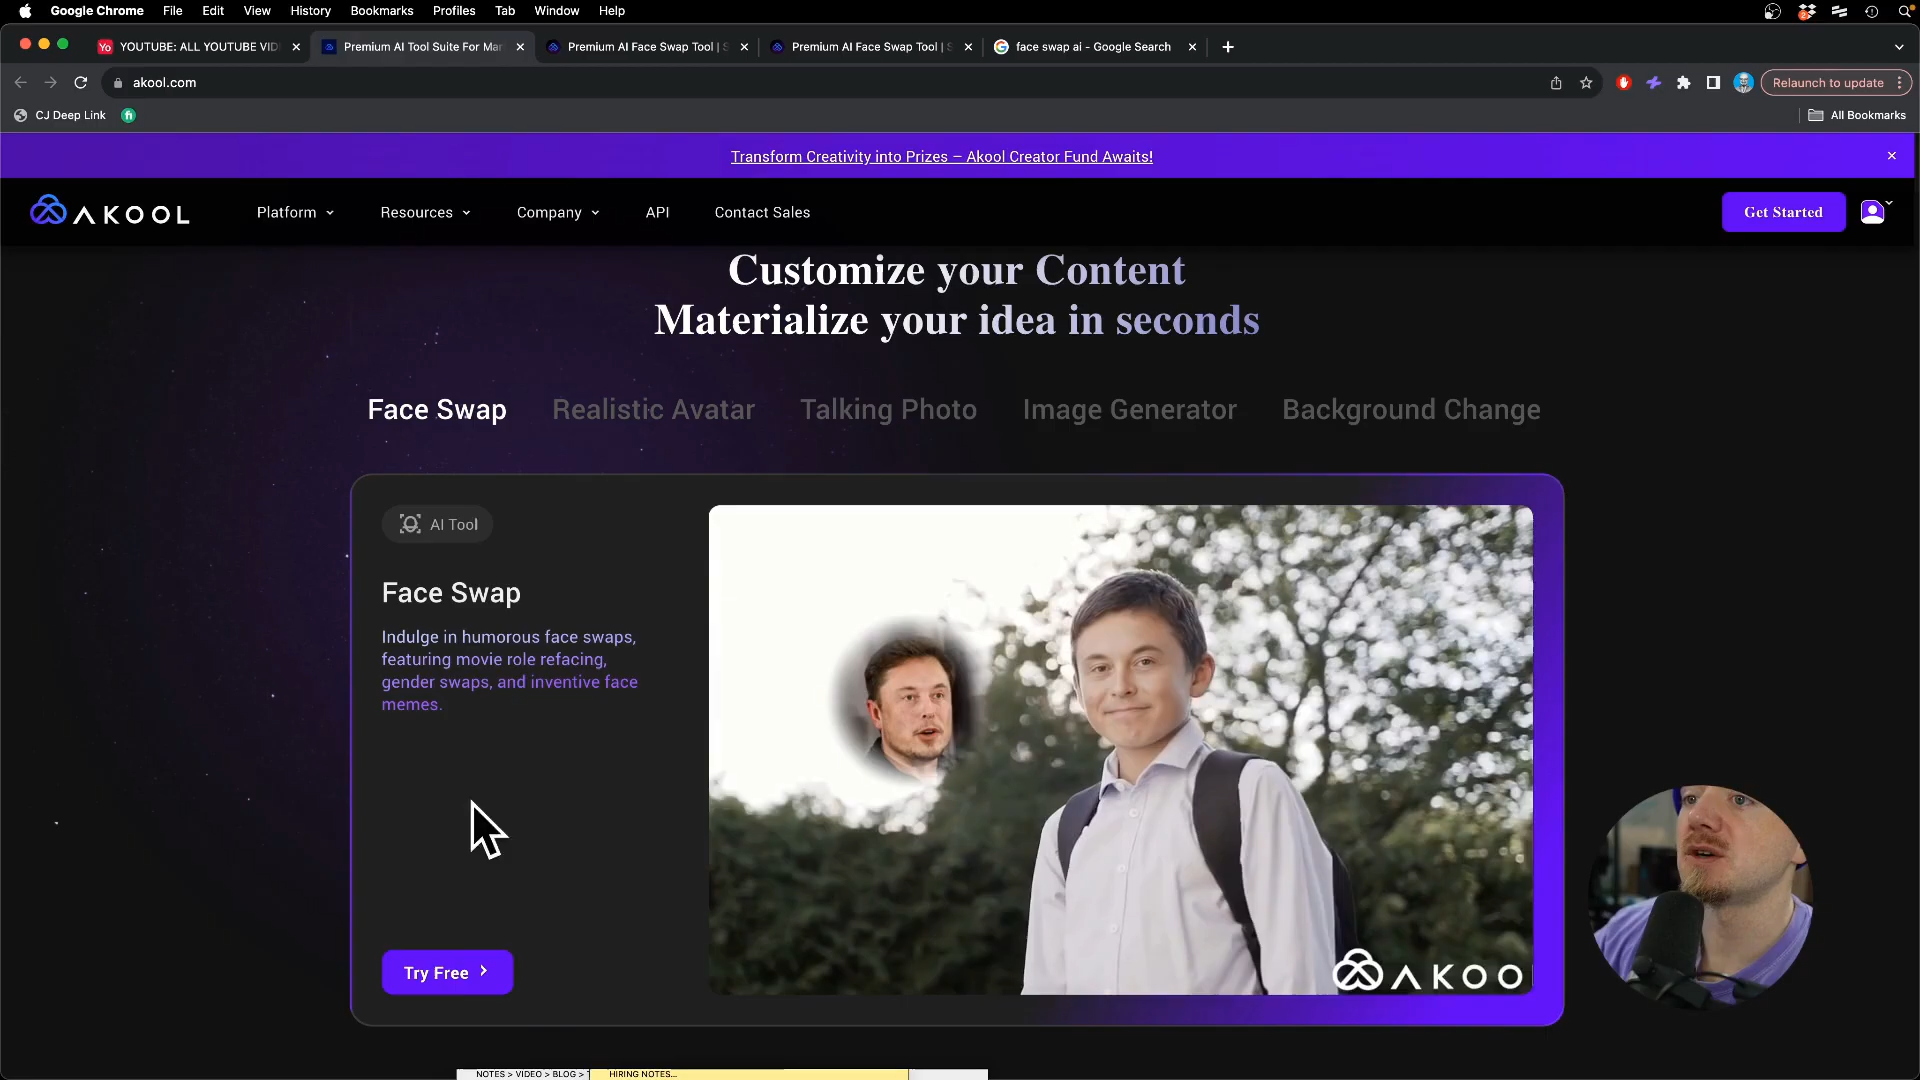 Google Chrome File Edit View History Bookmarks Profiles Tab Window Help
YOUTUBE: ALL YOUTUBE VID
Premium AI Tool Suite For Mar
Premium AI Face Swap Tool | S
Premium AI Face Swap Tool | S
face swap ai - Google Search
akool.com
Relaunch to update
CJ Deep Link
All Bookmarks
Transform Creativity into Prizes – Akool Creator Fund Awaits!
AKOOL
Platform
Resources
Company
API
Contact Sales
Get Started
Customize your Content
Materialize your idea in seconds
Face Swap
Realistic Avatar
Talking Photo
Image Generator
Background Change
AI Tool
Face Swap
Indulge in humorous face swaps,
featuring movie role refacing,
gender swaps, and inventive face
memes.
Try Free
AKOO
NOTES > VIDEO > BLOG >
HIRING NOTES...